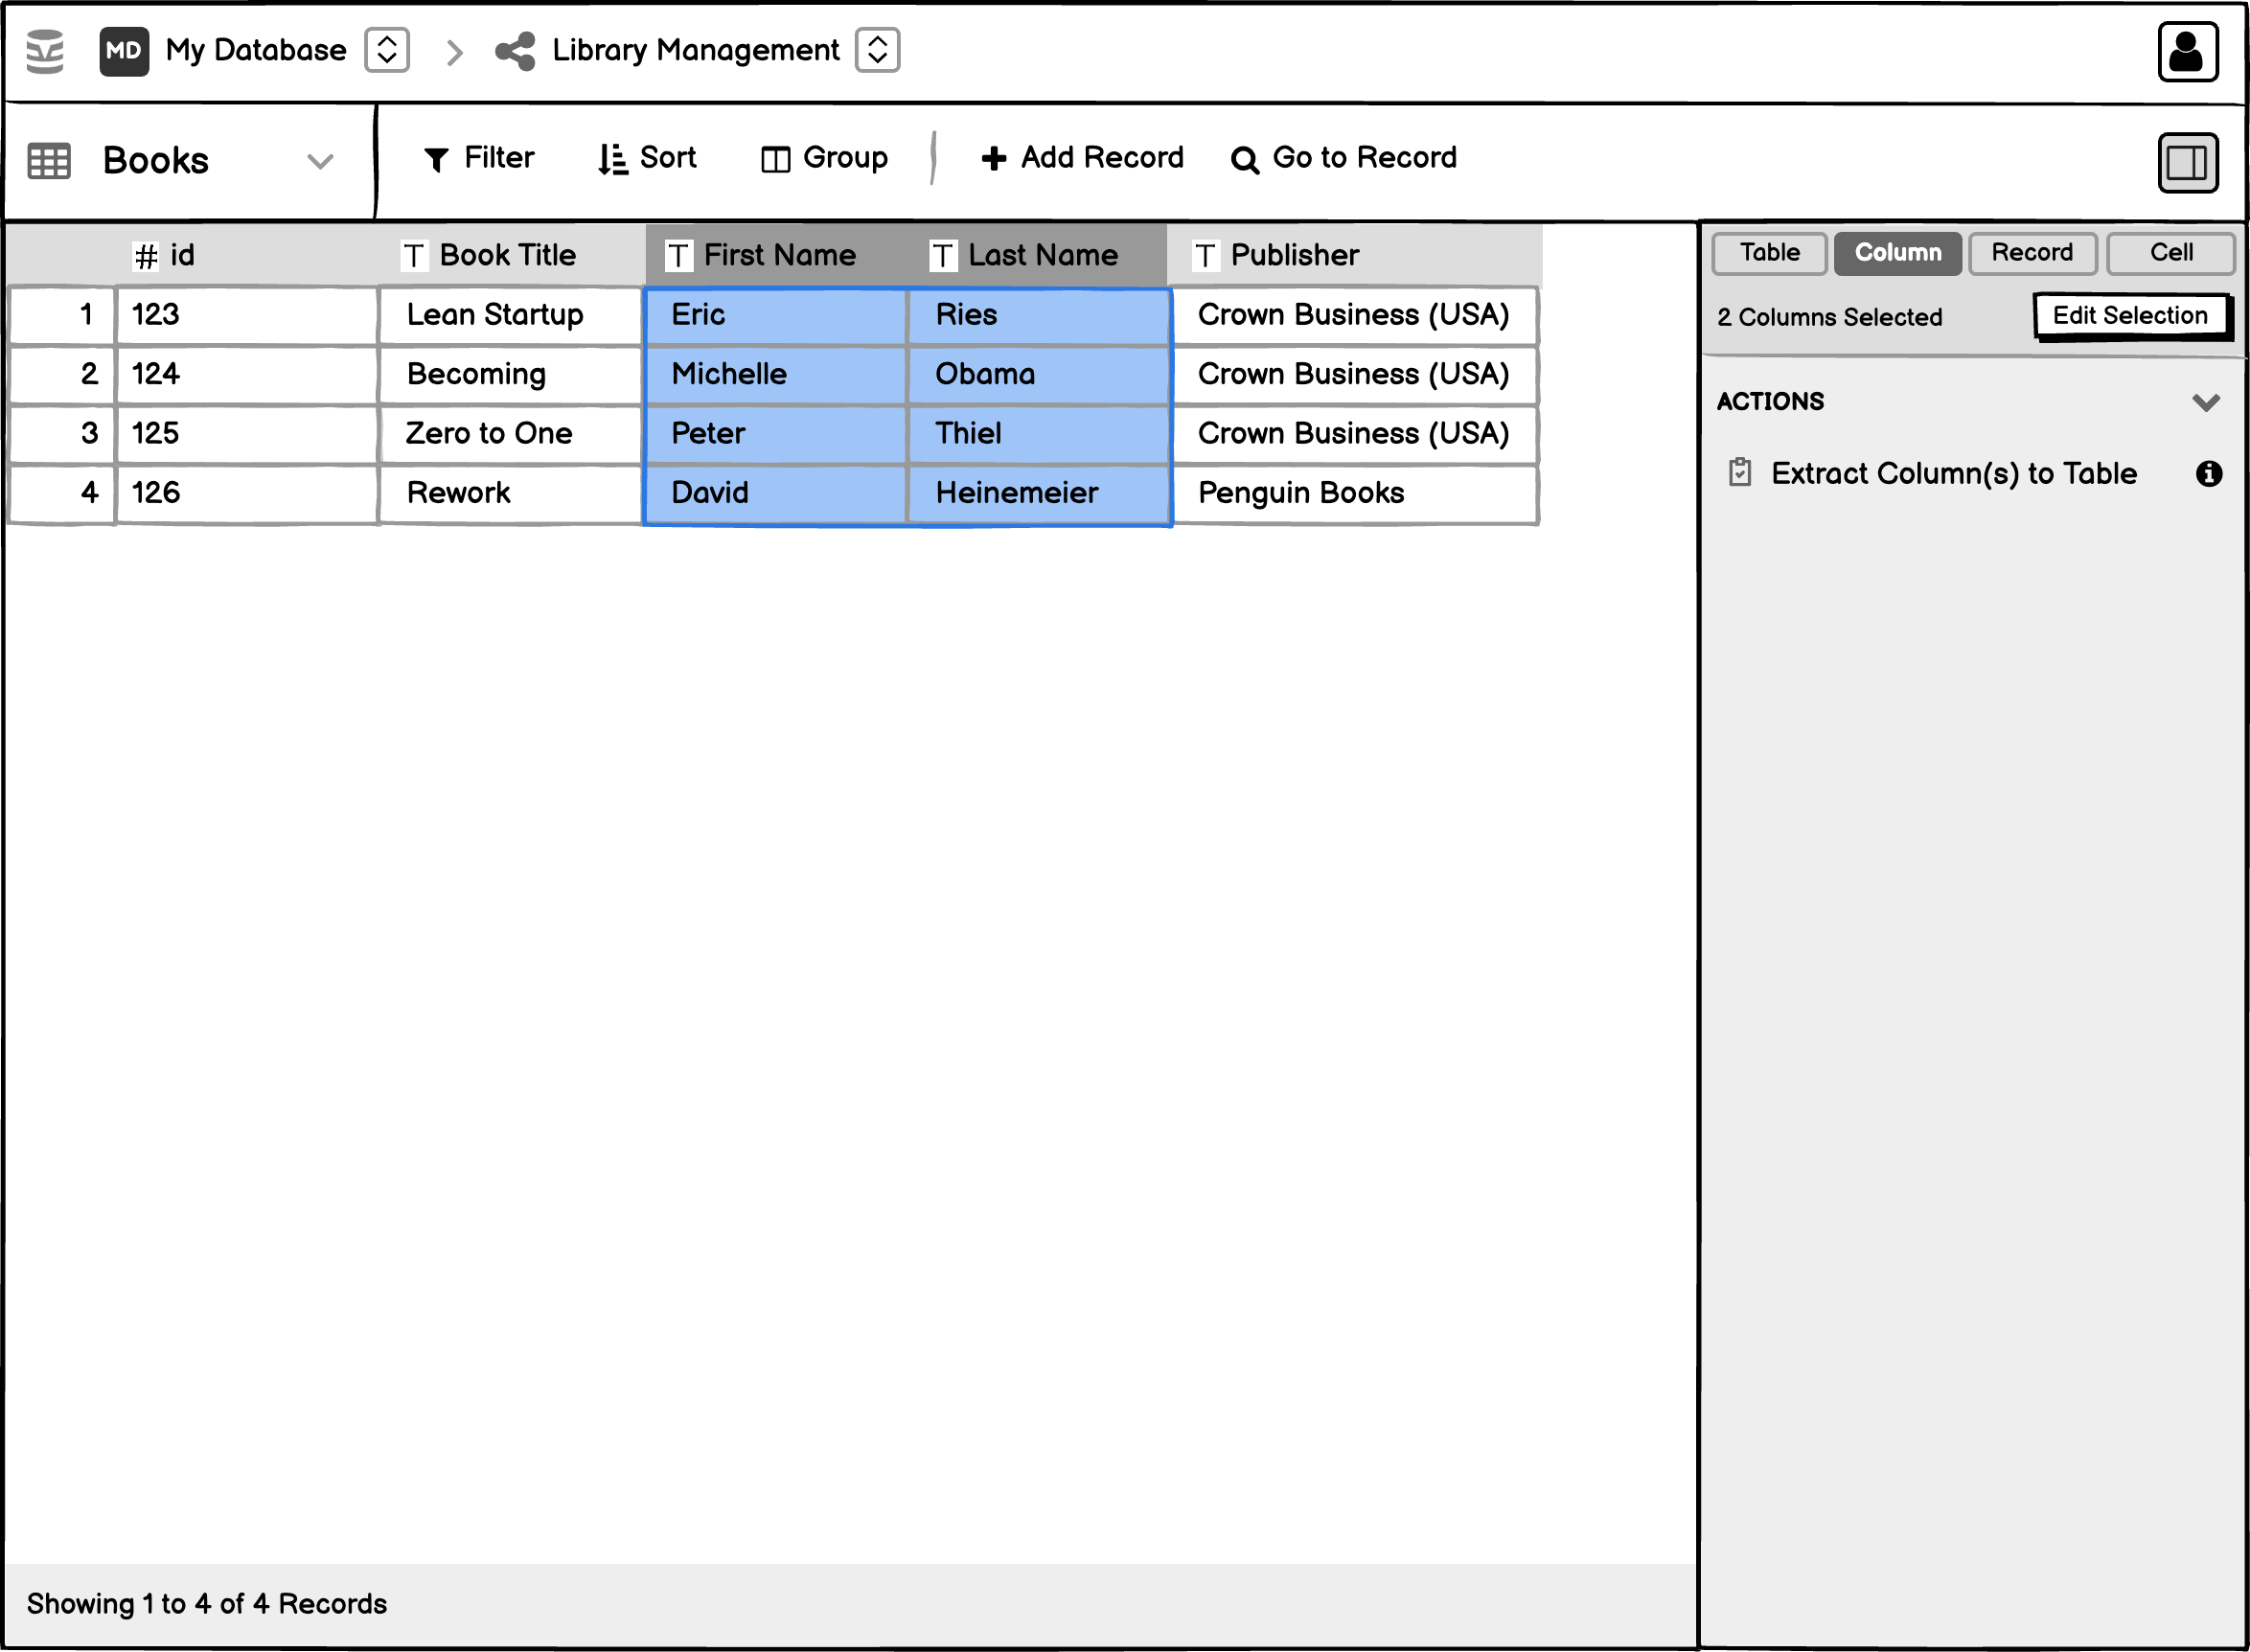 MD My Database Library Management
Books Filter Sort Group Add Record Go to Record
# id T Book Title T First Name T Last Name T Publisher
1 123 Lean Startup Eric Ries Crown Business (USA)
2 124 Becoming Michelle Obama Crown Business (USA)
3 125 Zero to One Peter Thiel Crown Business (USA)
4 126 Rework David Heinemeier Penguin Books
Table Column Record Cell
2 Columns Selected Edit Selection
ACTIONS
Extract Column(s) to Table
Showing 1 to 4 of 4 Records